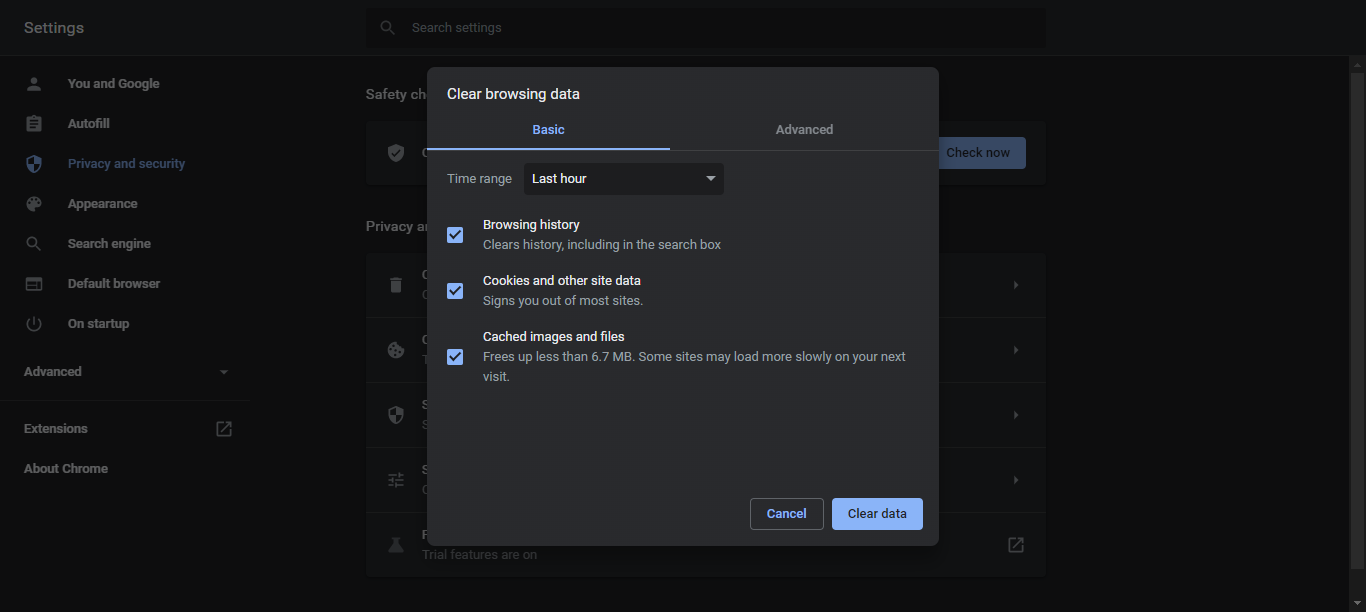 Settings
Search settings
You and Google
Autofill
Privacy and security
Appearance
Search engine
Default browser
On startup
Advanced
Extensions
About Chrome
Safety
Check now
Privacy
Clear browsing data
Basic
Advanced
Time range
Last hour
Browsing history
Clears history, including in the search box
Cookies and other site data
Signs you out of most sites.
Cached images and files
Frees up less than 6.7 MB. Some sites may load more slowly on your next
visit.
Cancel
Clear data
Trial features are on